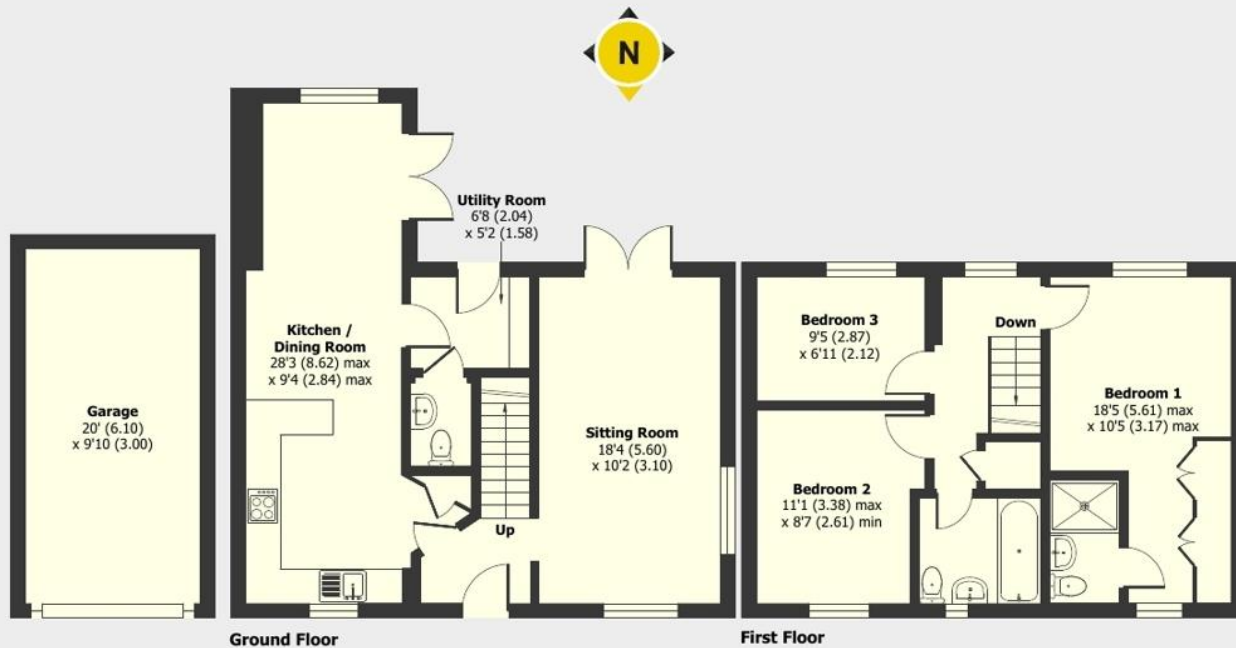 N
Utility Room
6'8 (2.04)
x 5'2 (1.58)
Kitchen /
Dining Room
28'3 (8.62) max
x 9'4 (2.84) max
Garage
20' (6.10)
x 9'10 (3.00)
Sitting Room
18'4 (5.60)
x 10'2 (3.10)
Up
Ground Floor
Bedroom 3
9'5 (2.87)
x 6'11 (2.12)
Down
Bedroom 1
18'5 (5.61) max
x 10'5 (3.17) max
Bedroom 2
11'1 (3.38) max
x 8'7 (2.61) min
First Floor